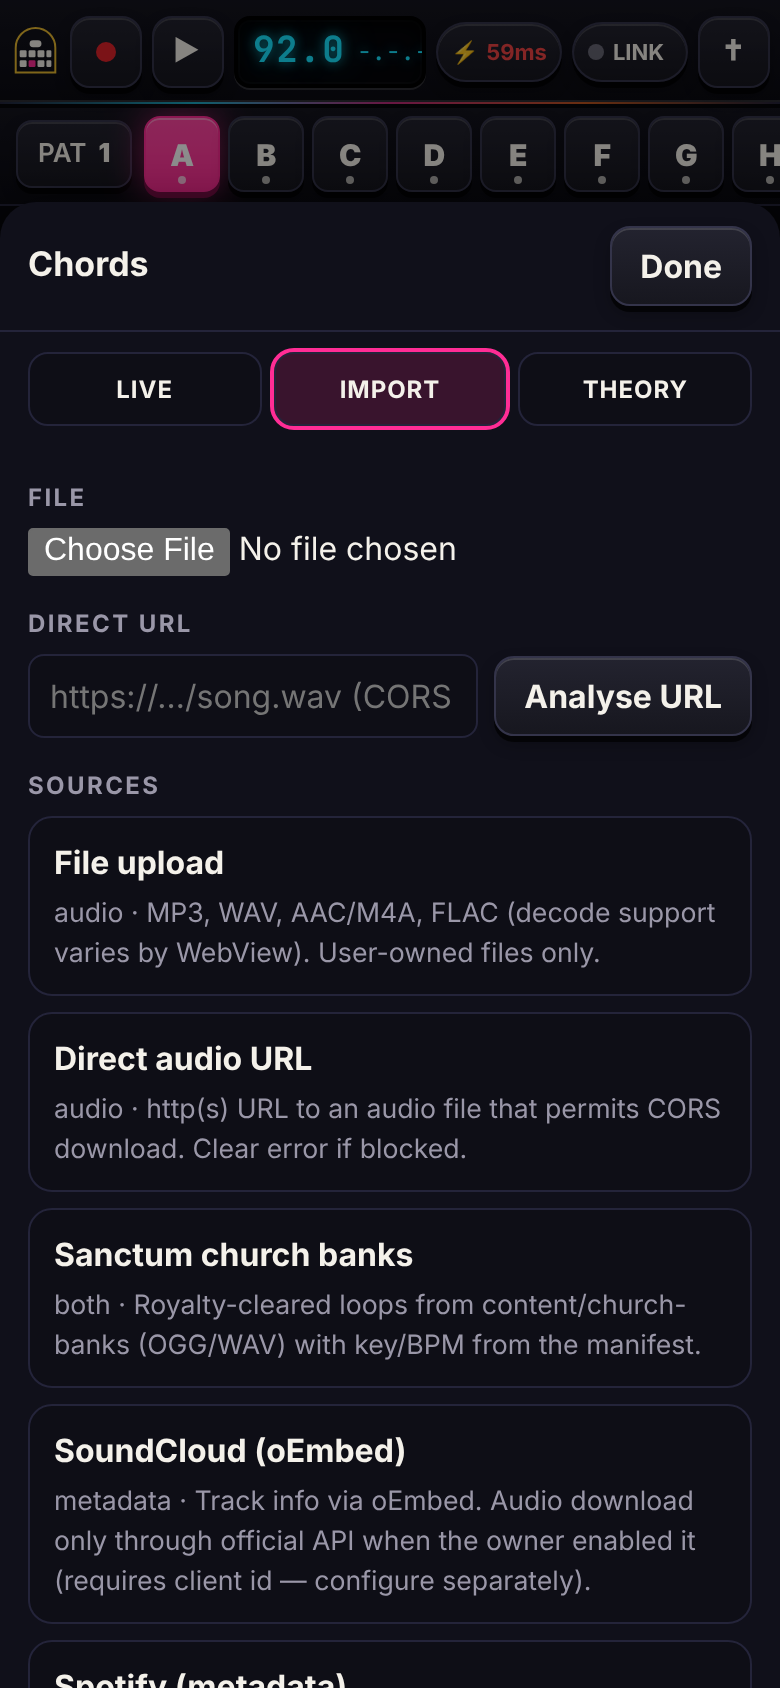 92.0 -.-.-
⚡ 59ms
LINK
✝
PAT 1
A
B
C
D
E
F
G
H
Chords
Done
LIVE
IMPORT
THEORY
FILE
Choose File No file chosen
DIRECT URL
https://.../song.wav (CORS
Analyse URL
SOURCES
File upload
audio · MP3, WAV, AAC/M4A, FLAC (decode support
varies by WebView). User-owned files only.
Direct audio URL
audio · http(s) URL to an audio file that permits CORS
download. Clear error if blocked.
Sanctum church banks
both · Royalty-cleared loops from content/church-
banks (OGG/WAV) with key/BPM from the manifest.
SoundCloud (oEmbed)
metadata · Track info via oEmbed. Audio download
only through official API when the owner enabled it
(requires client id — configure separately).
Spotify (metadata)